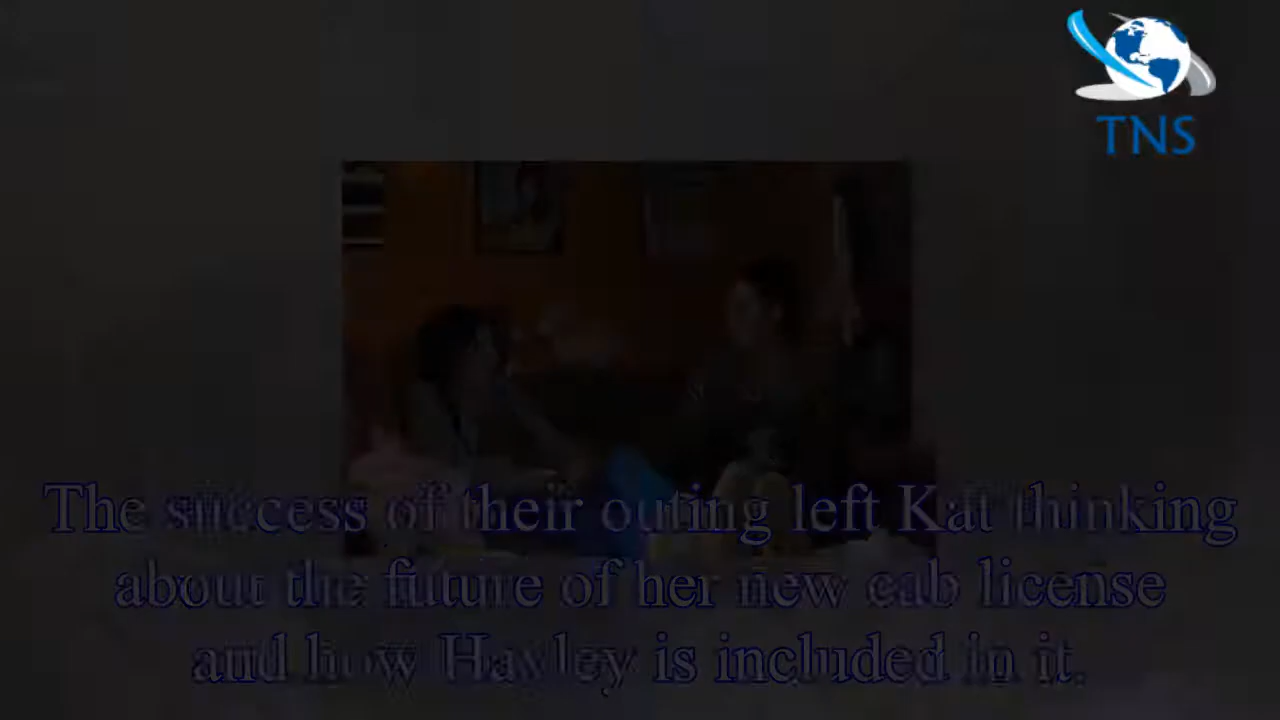 TNS
The success of their outing left Kat thinking
about the future of her new cab license
and how Hayley is included in it.